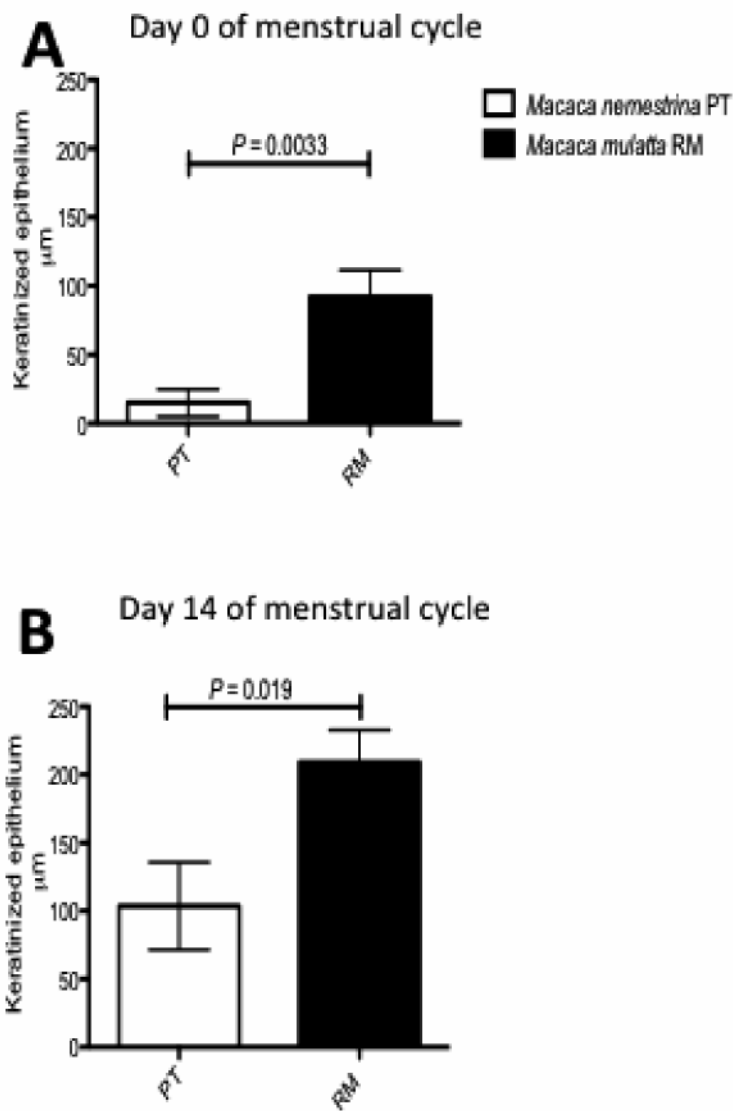 A
Day 0 of menstrual cycle
Macaca nemestrina PT
Macaca mulatta RM
P = 0.0033
Keratinized epithelium
µm
250
200
150
100
50
0
PT
RM
B
Day 14 of menstrual cycle
P = 0.019
Keratinized epithelium
µm
250
200
150
100
50
0
PT
RM